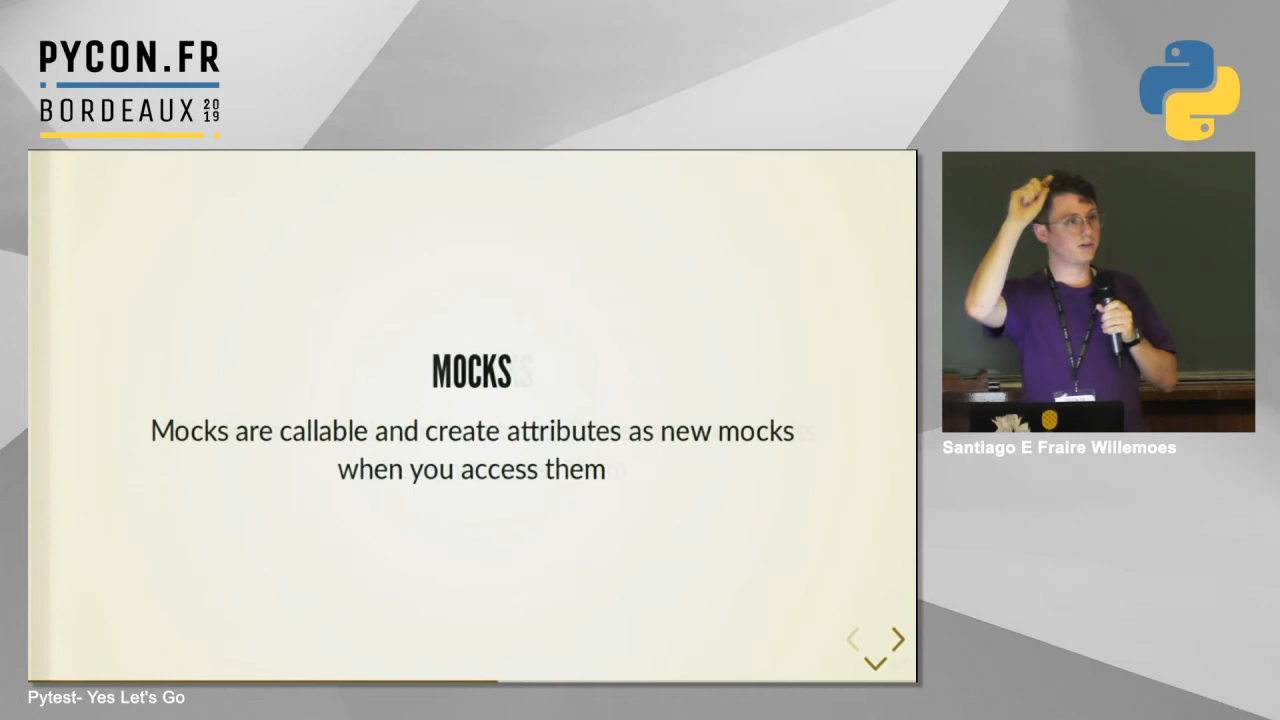 PYCON.FR
BORDEAUX 2019
MOCKS
Mocks are callable and create attributes as new mocks
when you access them
Santiago E Fraire Willemoes
Pytest- Yes Let's Go